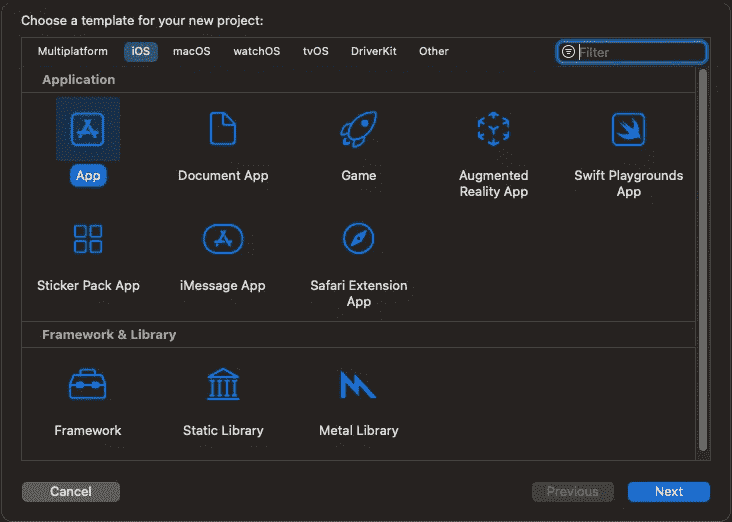 Choose a template for your new project:
Multiplatform iOS macOS watchOS tvOS DriverKit Other Filter
Application
App Document App Game Augmented Swift Playgrounds
Reality App App
Sticker Pack App iMessage App Safari Extension
App
Framework & Library
Framework Static Library Metal Library
Cancel Previous Next